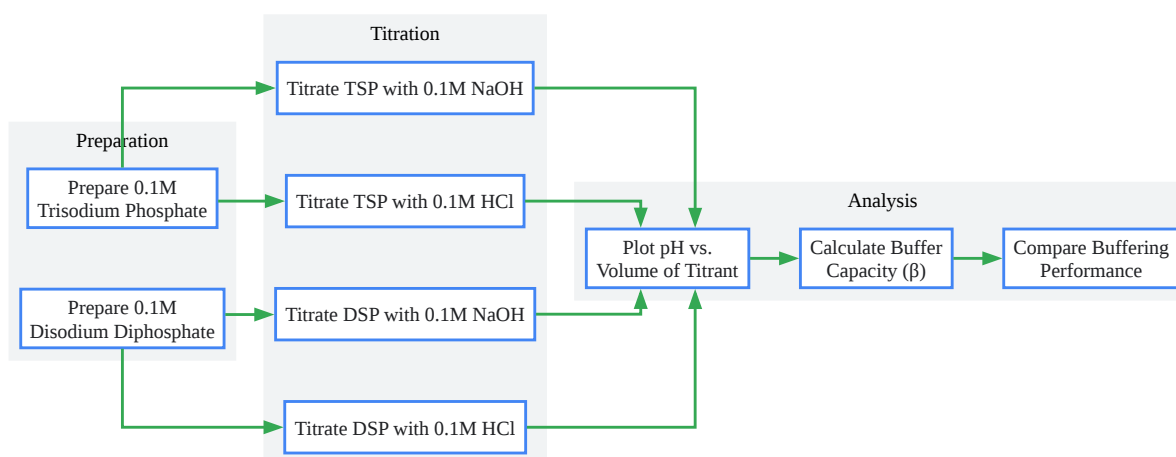 Titration
Titrate TSP with 0.1M NaOH
Preparation
Prepare 0.1M
Trisodium Phosphate
Titrate TSP with 0.1M HCl
Analysis
Plot pH vs.
Volume of Titrant
Calculate Buffer
Capacity (β)
Compare Buffering
Performance
Prepare 0.1M
Disodium Diphosphate
Titrate DSP with 0.1M NaOH
Titrate DSP with 0.1M HCl